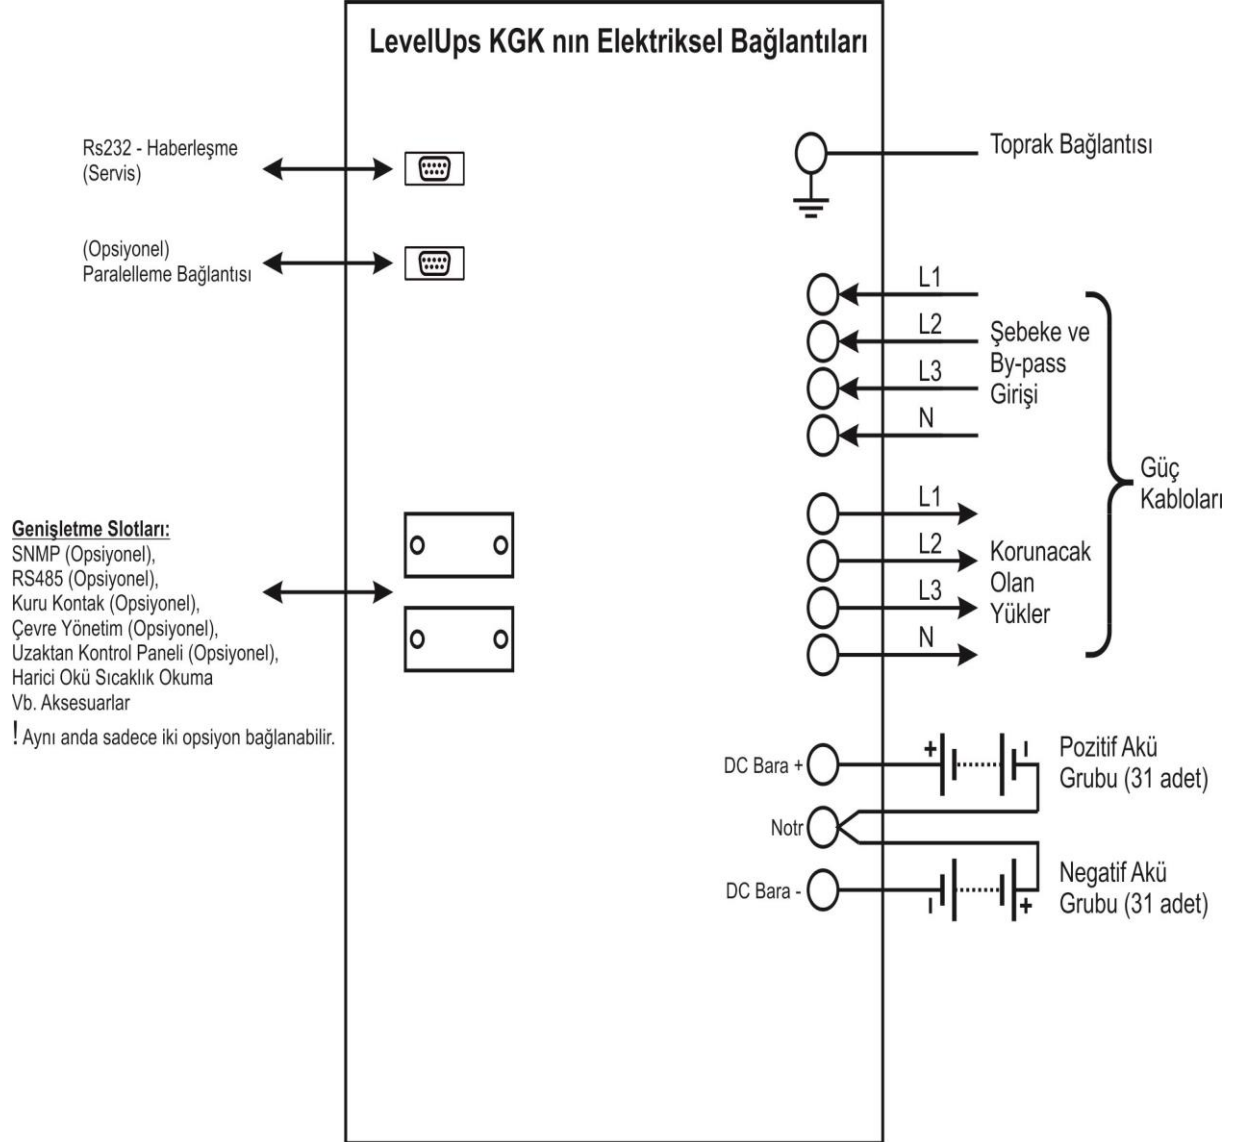 LevelUps KGK nın Elektriksel Bağlantıları
Rs232 - Haberleşme
(Servis)
(Opsiyonel)
Paralelleme Bağlantısı
Genişletme Slotları:
SNMP (Opsiyonel),
RS485 (Opsiyonel),
Kuru Kontak (Opsiyonel),
Çevre Yönetim (Opsiyonel),
Uzaktan Kontrol Paneli (Opsiyonel),
Harici Okü Sıcaklık Okuma
Vb. Aksesuarlar
! Aynı anda sadece iki opsiyon bağlanabilir.
Toprak Bağlantısı
L1
L2
L3
N
Şebeke ve
By-pass
Girişi
L1
L2
L3
N
Korunacak
Olan
Yükler
Güç
Kabloları
DC Bara +
+
-
Pozitif Akü
Grubu (31 adet)
Notr
DC Bara -
-
+
Negatif Akü
Grubu (31 adet)